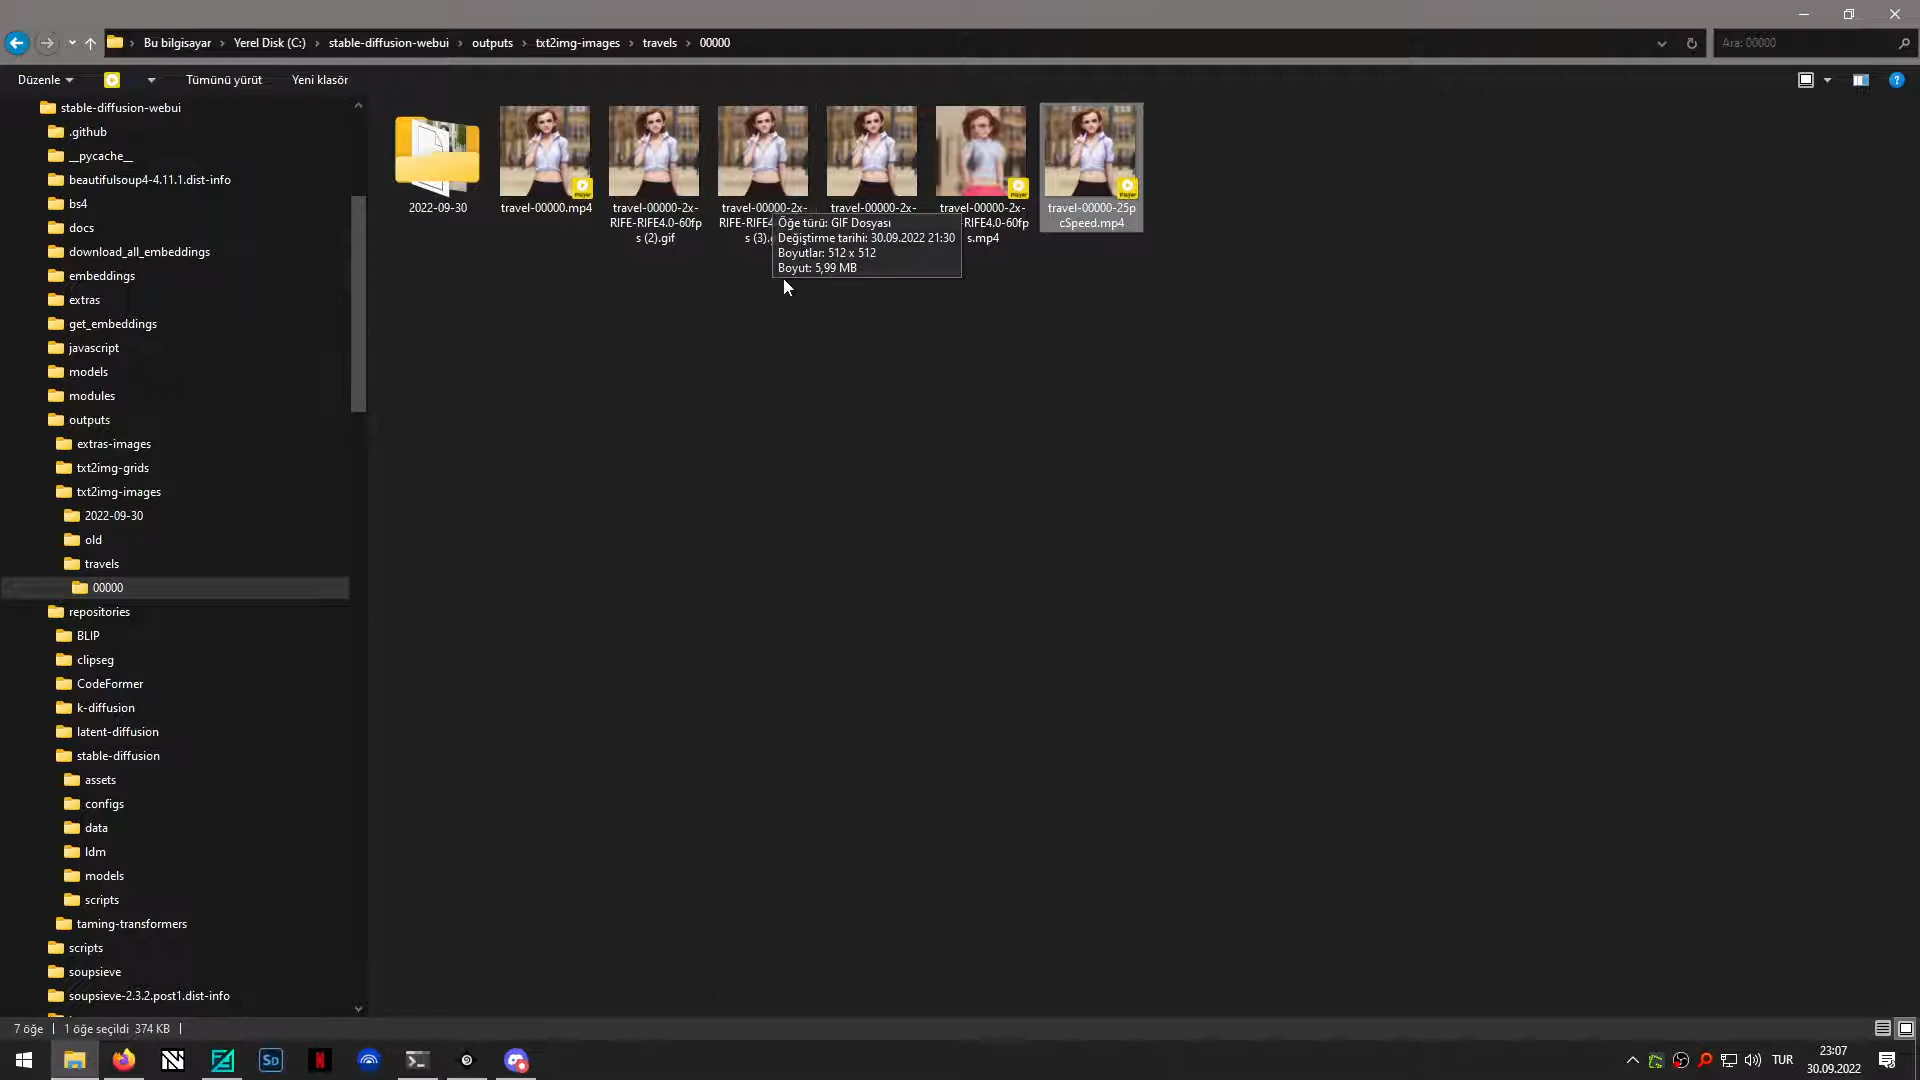 Bu bilgisayar
Yerel Disk (C:)
stable-diffusion-webui
outputs
txt2img-images
travels
00000
Ara: 00000
Düzenle
Tümünü yürüt
Yeni klasör
stable-diffusion-webui
.github
__pycache__
beautifulsoup4-4.11.1.dist-info
bs4
docs
download_all_embeddings
embeddings
extras
get_embeddings
javascript
models
modules
outputs
extras-images
txt2img-grids
txt2img-images
2022-09-30
old
travels
00000
repositories
BLIP
clipseg
CodeFormer
k-diffusion
latent-diffusion
stable-diffusion
assets
configs
data
ldm
models
scripts
taming-transformers
scripts
soupsieve
soupsieve-2.3.2.post1.dist-info
2022-09-30
travel-00000.mp4
travel-00000-2x-
RIFE-RIFE4.0-60fp
s (2).gif
travel-00000-2x-
RIFE-RIFE4
s (3).
travel-00000-2x-
travel-00000-2x-
-RIFE4.0-60fp
s.mp4
travel-00000-25p
cSpeed.mp4
Öğe türü: GIF Dosyası
Değiştirme tarihi: 30.09.2022 21:30
Boyutlar: 512 x 512
Boyut: 5,99 MB
7 öğe
1 öğe seçildi 374 KB
Sd
TUR
23:07
30.09.2022